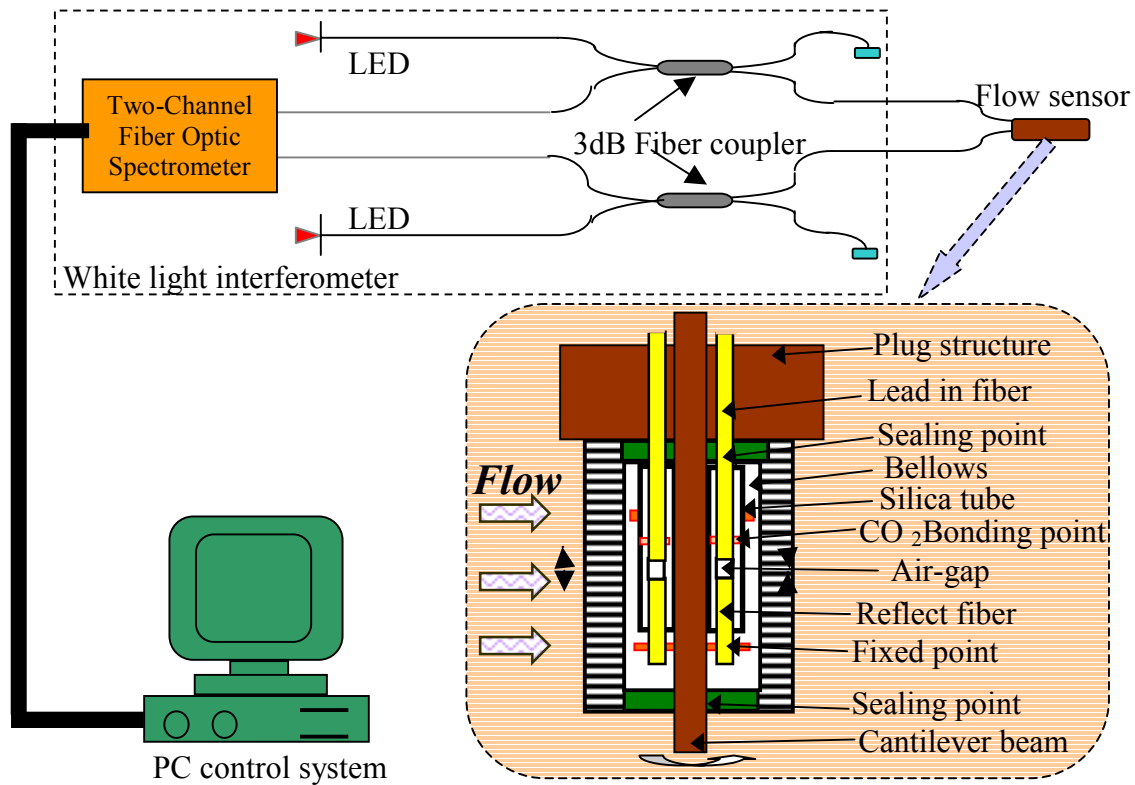 LED
Two-Channel
Fiber Optic
Spectrometer
3dB Fiber coupler
Flow sensor
LED
White light interferometer
Plug structure
Lead in fiber
Sealing point
Bellows
Flow
Silica tube
CO 2Bonding point
Air-gap
Reflect fiber
Fixed point
Sealing point
Cantilever beam
PC control system